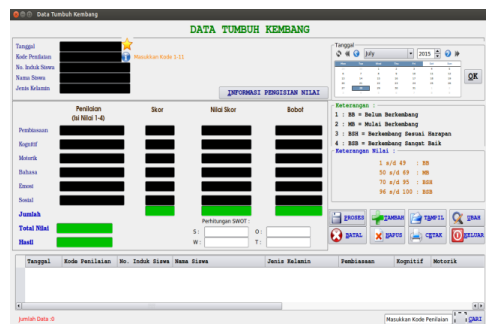 Data Tumbuh Kembang
DATA TUMBUH KEMBANG
Tanggal
Kode Penilaian
Masukkan Kode 1-11
No. Induk Siswa
Nama Siswa
Jenis Kelamin
INFORMASI PENGISIAN NILAI
Tanggal
July
2015
OK
Penilaian
(Isi Nilai 1-4)
Skor
Nilai Skor
Bobot
Pembiasaan
Kognitif
Motorik
Bahasa
Emosi
Sosial
Jumlah
Total Nilai
Hasil
Perhitungan SWOT :
S :
O :
W :
T :
Keterangan :
1 : BB = Belum Berkembang
2 : MB = Mulai Berkembang
3 : BSH = Berkembang Sesuai Harapan
4 : BSB = Berkembang Sangat Baik
Keterangan Nilai :
1 s/d 49 : BB
50 s/d 69 : MB
70 s/d 95 : BSH
96 s/d 100 : BSB
PROSES
TAMBAH
TAMPIL
UBAH
BATAL
HAPUS
CETAK
KELUAR
Tanggal
Kode Penilaian
No. Induk Siswa
Nama Siswa
Jenis Kelamin
Pembiasaan
Kognitif
Motorik
Jumlah Data :0
Masukkan Kode Penilaian
CARI